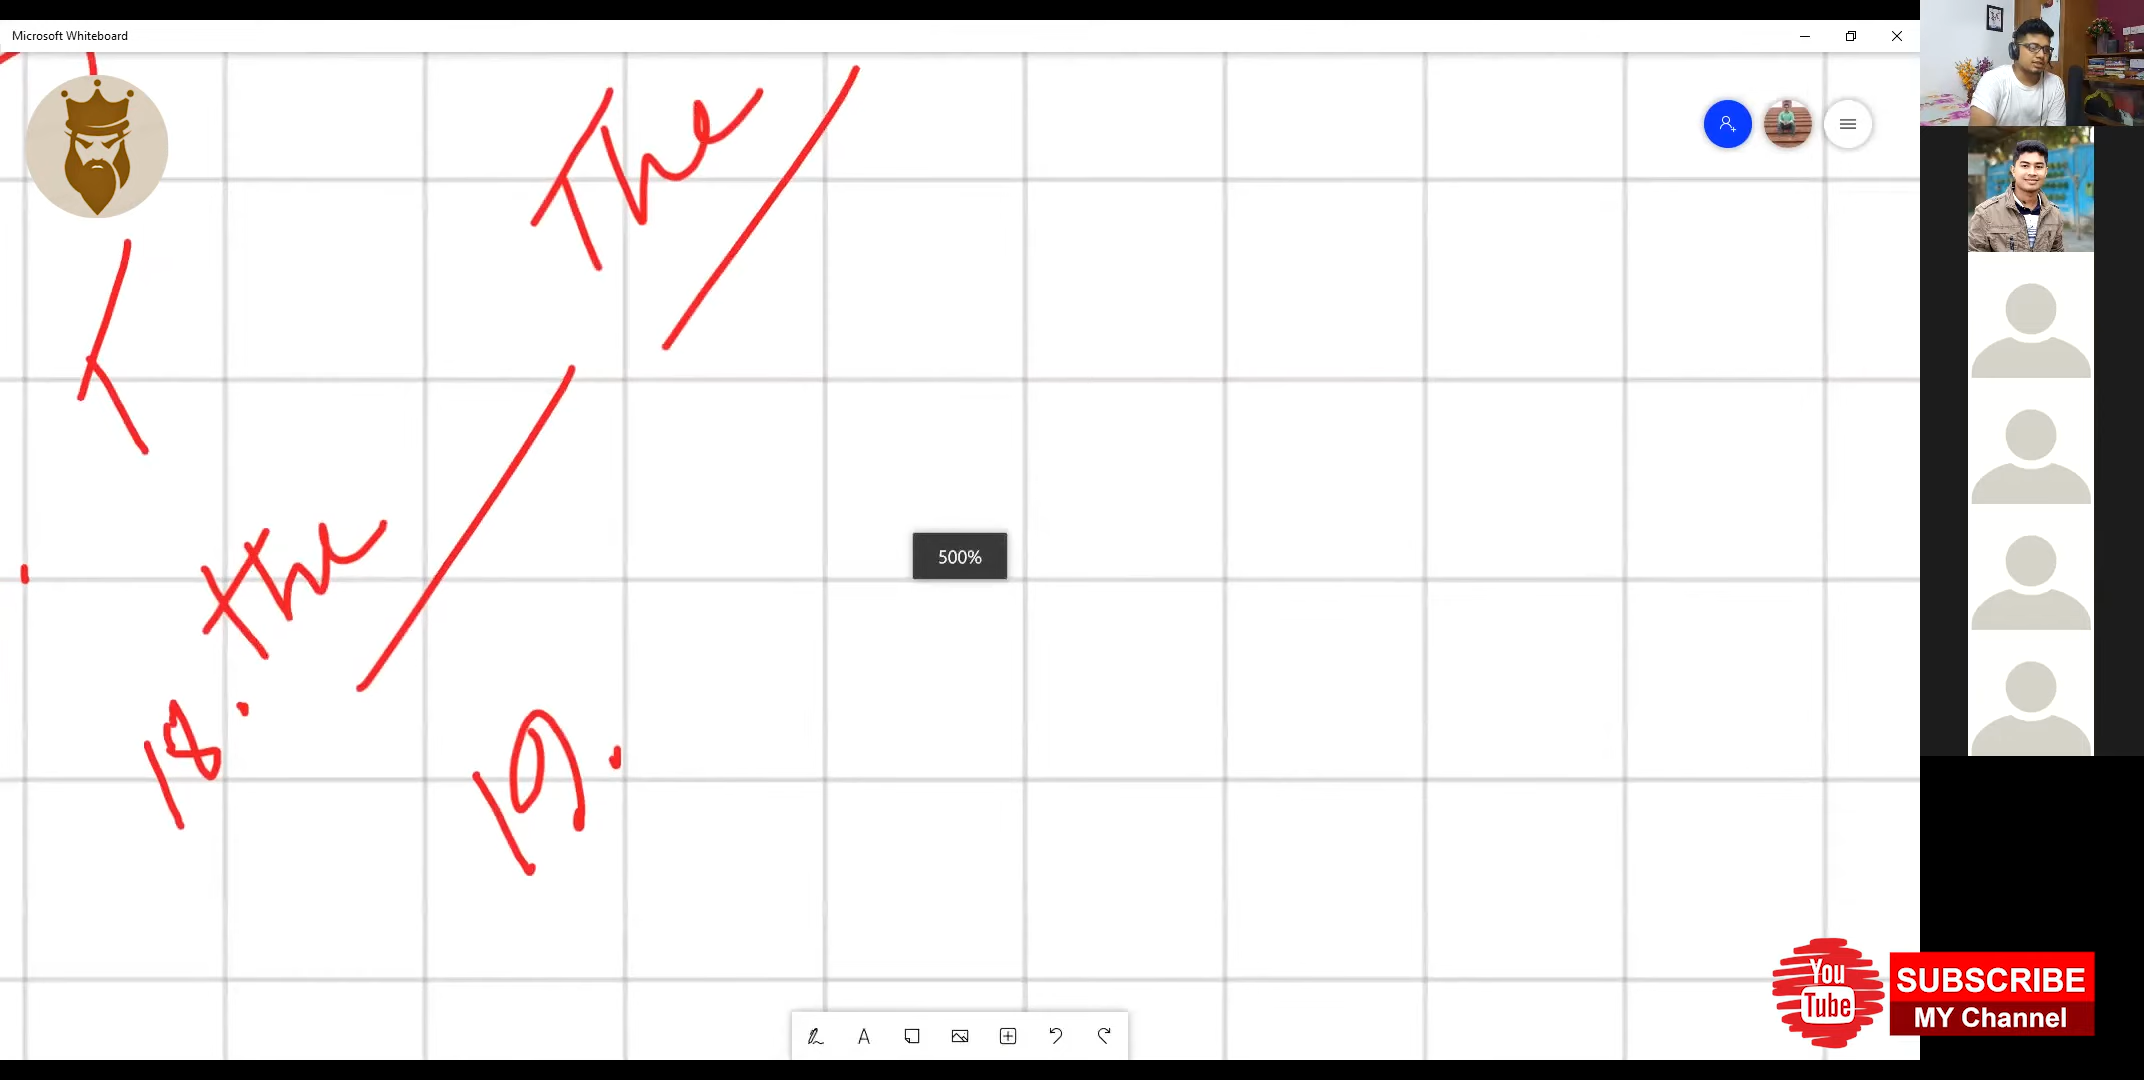 Microsoft Whiteboard
The
T
the
18.
19.
500%
A
You
Tube
SUBSCRIBE
MY Channel